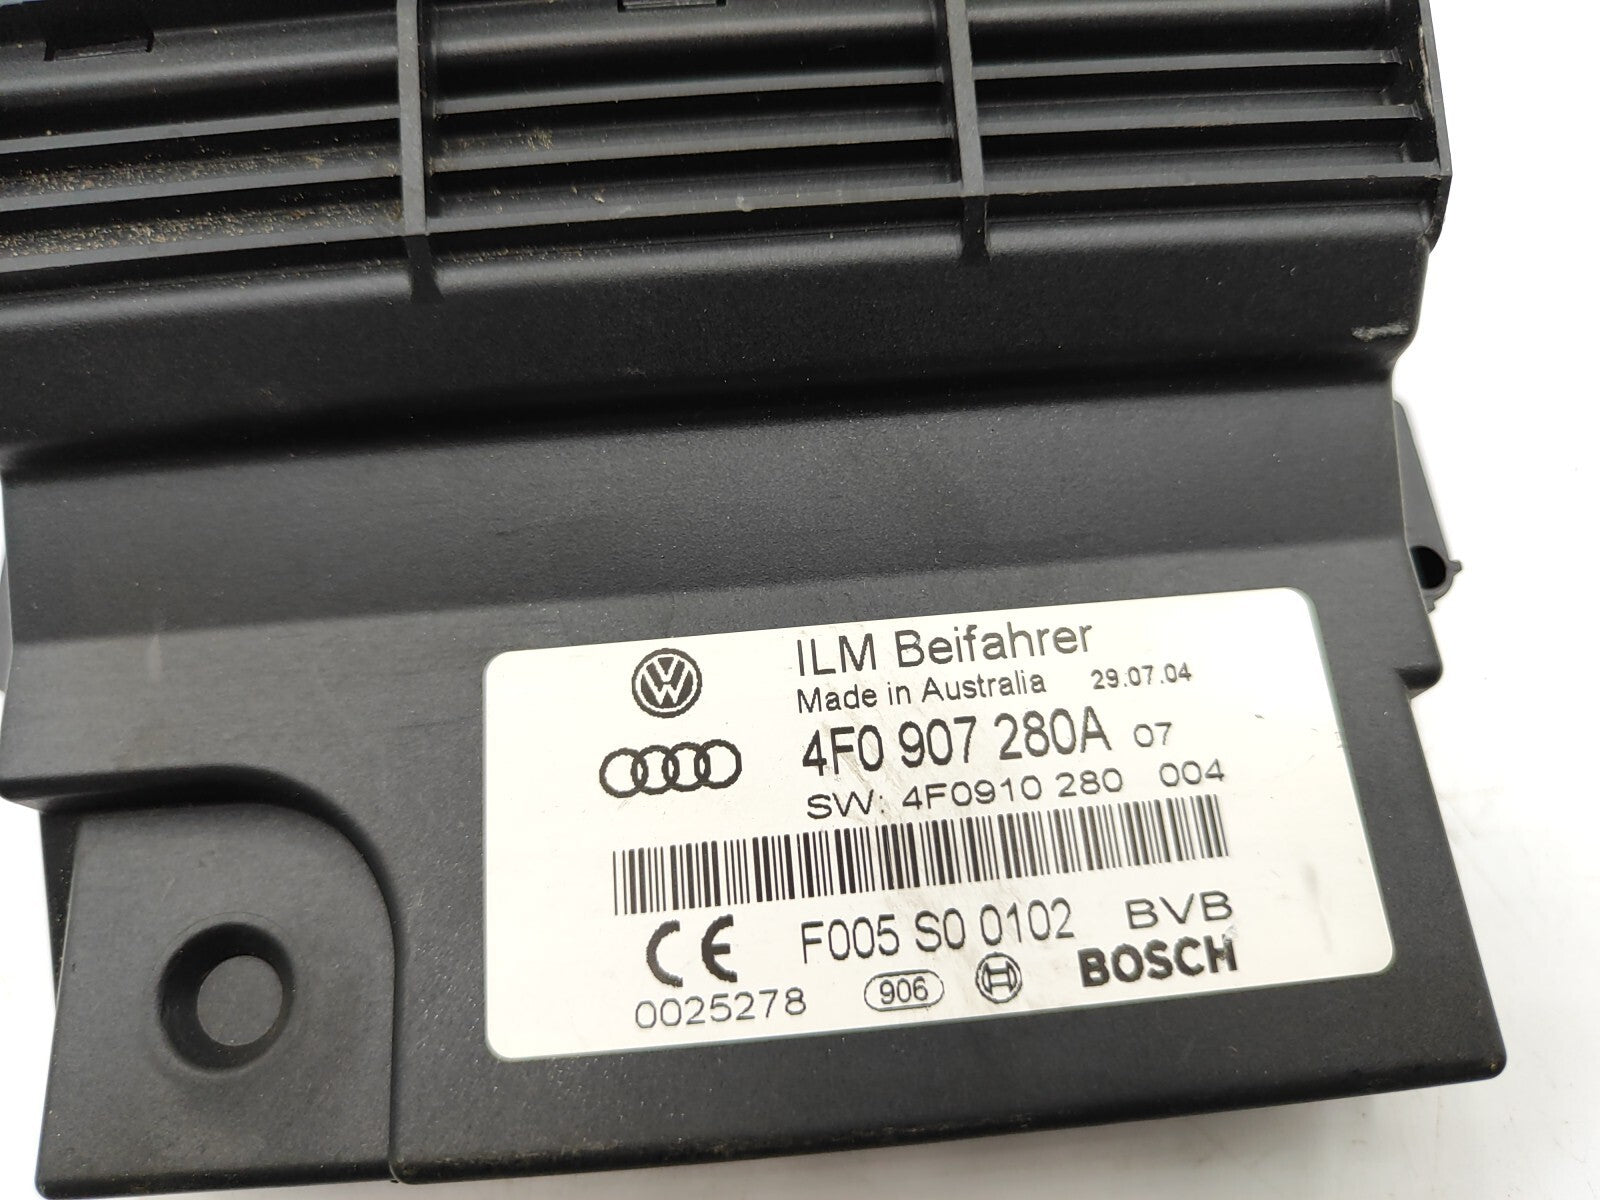 ILM Beifahrer
Made in Australia 29.07.04
4F0 907 280A 07
SW: 4F0910 280 004
F005 S0 0102 BVB
CE 906 BOSCH
0025278